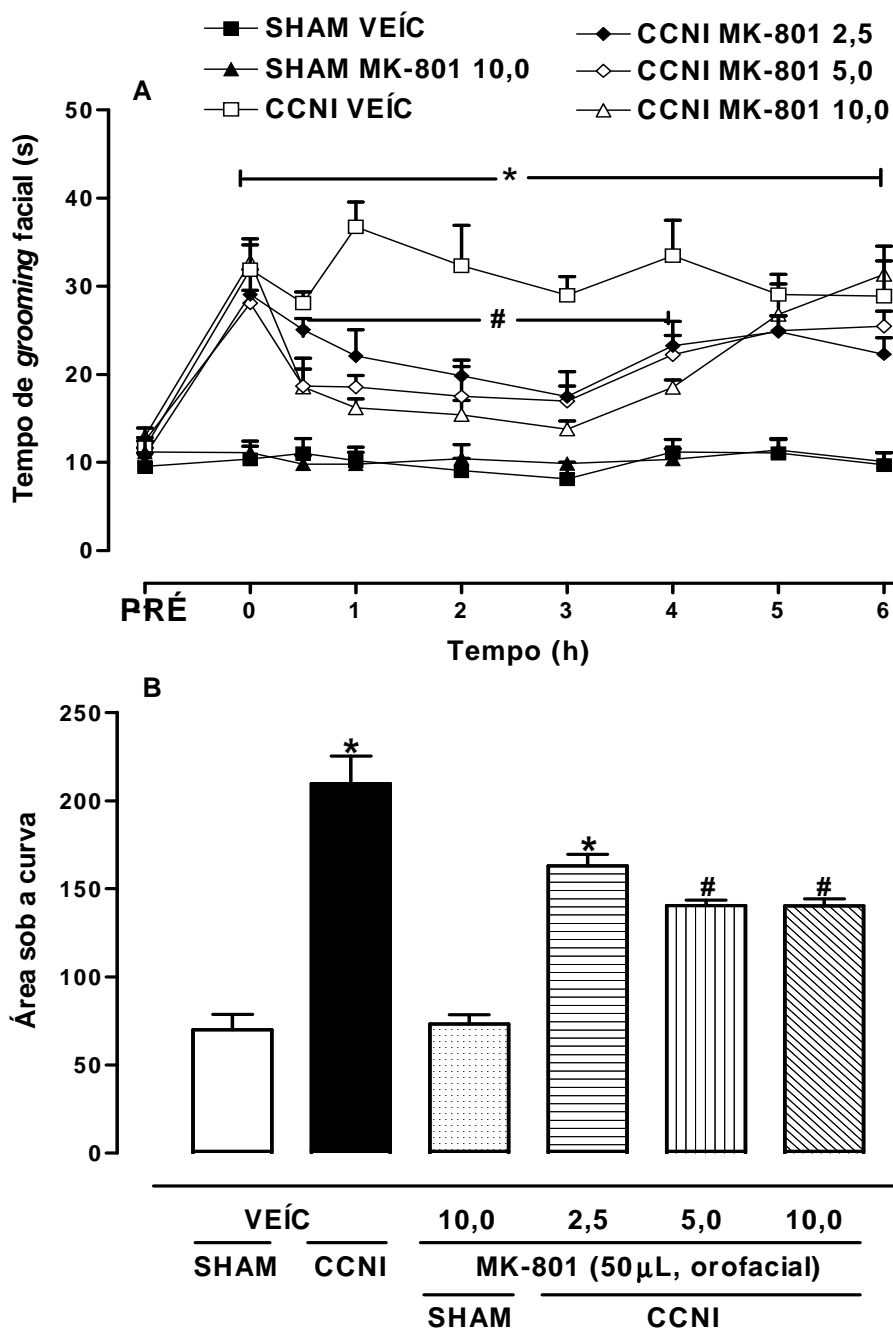 SHAM VEÍC
SHAM MK-801 10,0
CCNI VEÍC
CCNI MK-801 2,5
CCNI MK-801 5,0
CCNI MK-801 10,0
A
Tempo de grooming facial (s)
50
40
30
20
10
0
*
#
PRÉ 0 1 2 3 4 5 6
Tempo (h)
B
Área sob a curva
250
200
150
100
50
0
* * # #
VEÍC 10,0 2,5 5,0 10,0
SHAM CCNI MK-801 (50μL, orofacial)
SHAM CCNI